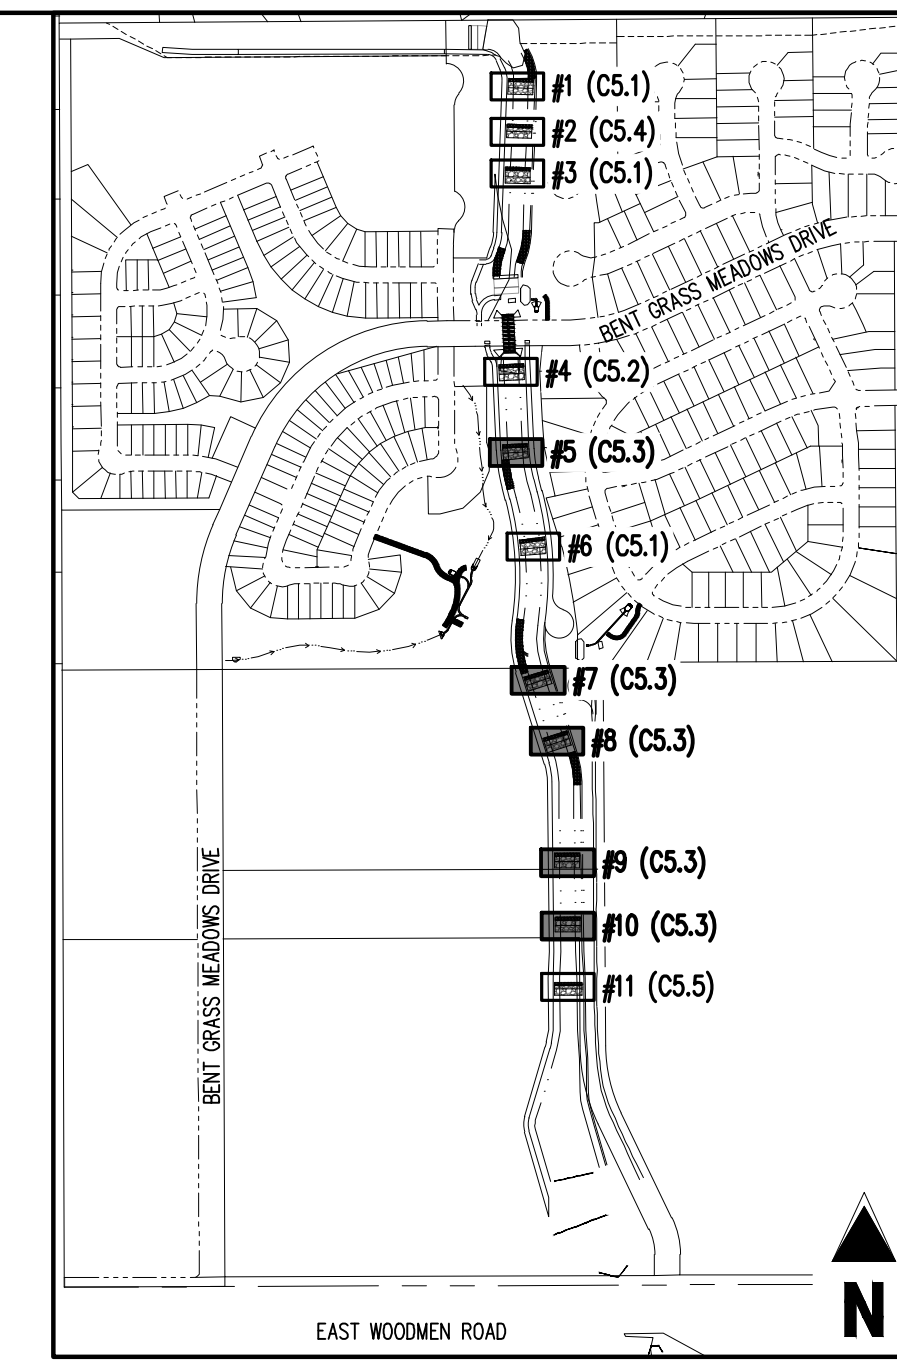 #1 (C5.1)
#2 (C5.4)
#3 (C5.1)
BENT GRASS MEADOWS DRIVE
#4 (C5.2)
#5 (C5.3)
#6 (C5.1)
#7 (C5.3)
#8 (C5.3)
#9 (C5.3)
#10 (C5.3)
#11 (C5.5)
BENT GRASS MEADOWS DRIVE
N
EAST WOODMEN ROAD